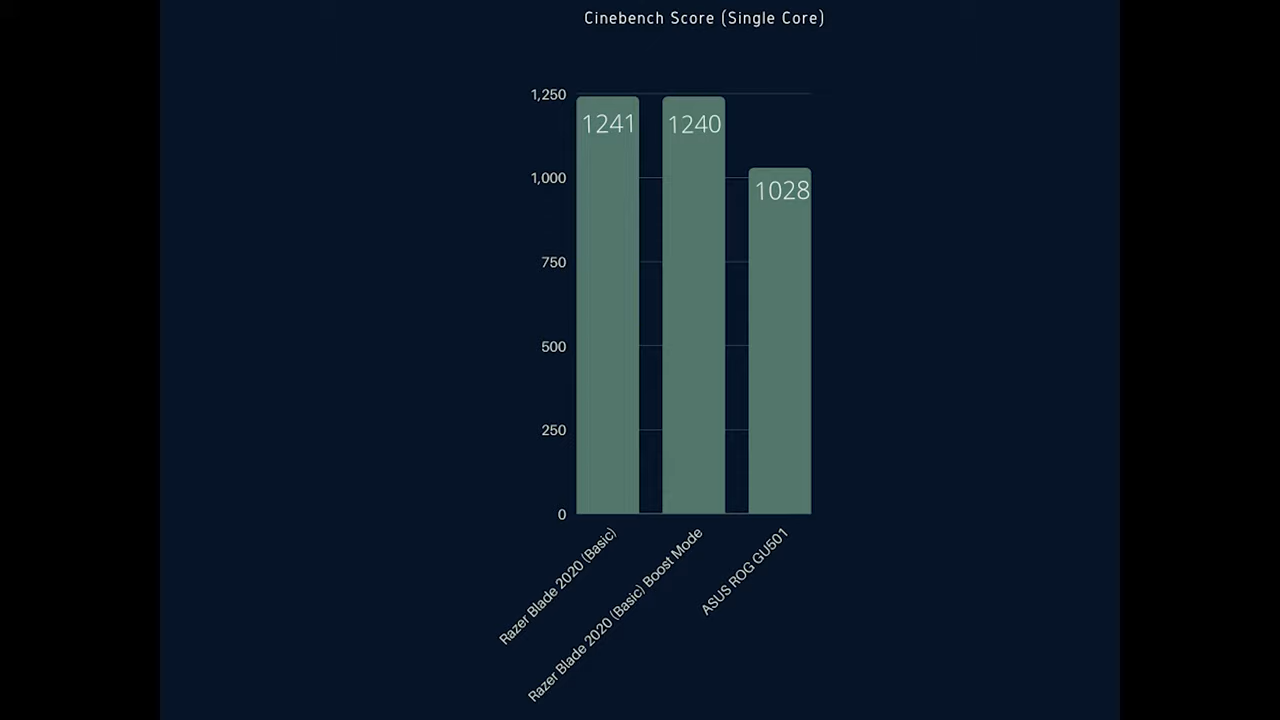 Cinebench Score (Single Core)
1,250
1,000
750
500
250
0
1241
1240
1028
Razer Blade 2020 (Basic)
Razer Blade 2020 (Basic) Boost Mode
ASUS ROG GU501